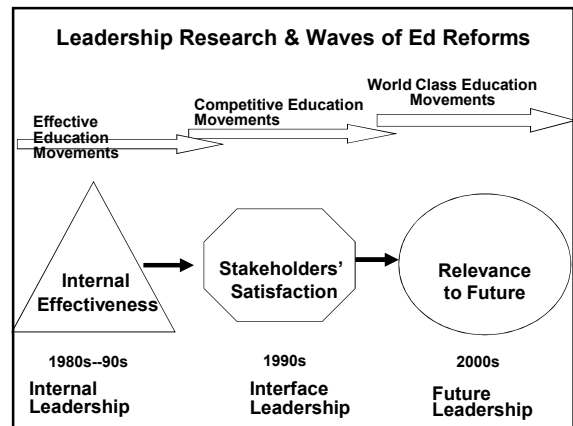 Leadership Research & Waves of Ed Reforms
World Class Education
Movements
Competitive Education
Movements
Effective
Education
Movements
Internal
Effectiveness
Stakeholders’
Satisfaction
Relevance
to Future
1980s--90s
1990s
2000s
Internal
Leadership
Interface
Leadership
Future
Leadership